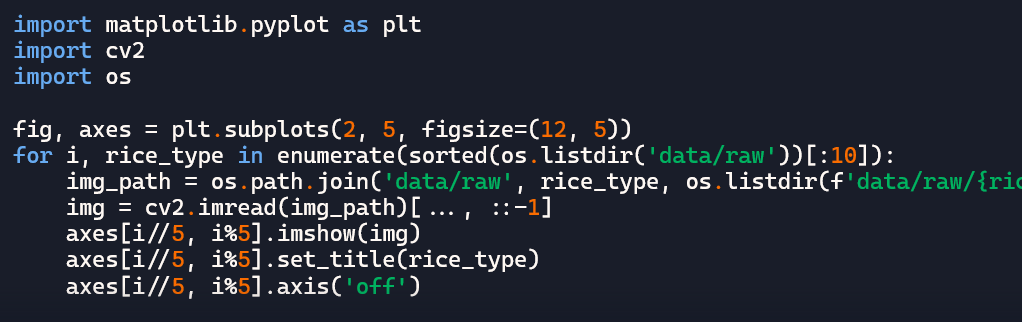 import matplotlib.pyplot as plt
import cv2
import os
fig, axes = plt.subplots(2, 5, figsize=(12, 5))
for i, rice_type in enumerate(sorted(os.listdir('data/raw'))[:10]):
    img_path = os.path.join('data/raw', rice_type, os.listdir(f'data/raw/{ric
    img = cv2.imread(img_path)[..., ::-1]
    axes[i//5, i%5].imshow(img)
    axes[i//5, i%5].set_title(rice_type)
    axes[i//5, i%5].axis('off')